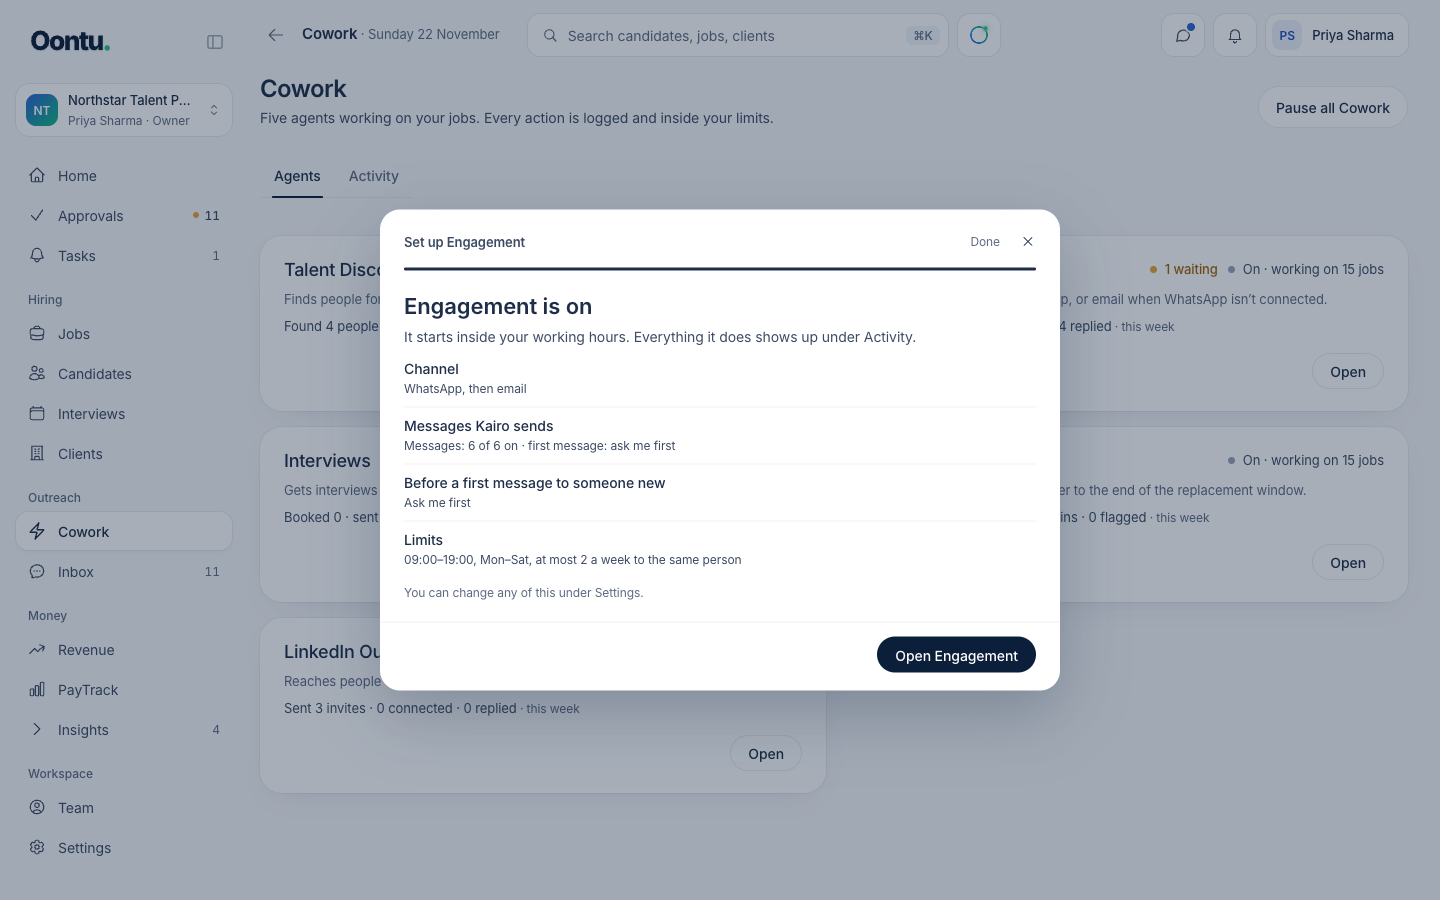 Oontu.
NT
Northstar Talent P...
Priya Sharma · Owner
Home
Approvals 11
Tasks 1
Hiring
Jobs
Candidates
Interviews
Clients
Outreach
Cowork
Inbox 11
Money
Revenue
PayTrack
Insights 4
Workspace
Team
Settings
Cowork · Sunday 22 November
Search candidates, jobs, clients ⌘K
PS Priya Sharma
Cowork
Five agents working on your jobs. Every action is logged and inside your limits.
Pause all Cowork
Agents Activity
Talent Disc
Finds people for
Found 4 people
1 waiting On · working on 15 jobs
p, or email when WhatsApp isn't connected.
4 replied · this week
Open
Interviews
Gets interviews
Booked 0 · sent
On · working on 15 jobs
er to the end of the replacement window.
ins · 0 flagged · this week
Open
LinkedIn Ou
Reaches people
Sent 3 invites · 0 connected · 0 replied · this week
Open
Set up Engagement
Done
Engagement is on
It starts inside your working hours. Everything it does shows up under Activity.
Channel
WhatsApp, then email
Messages Kairo sends
Messages: 6 of 6 on · first message: ask me first
Before a first message to someone new
Ask me first
Limits
09:00–19:00, Mon–Sat, at most 2 a week to the same person
You can change any of this under Settings.
Open Engagement